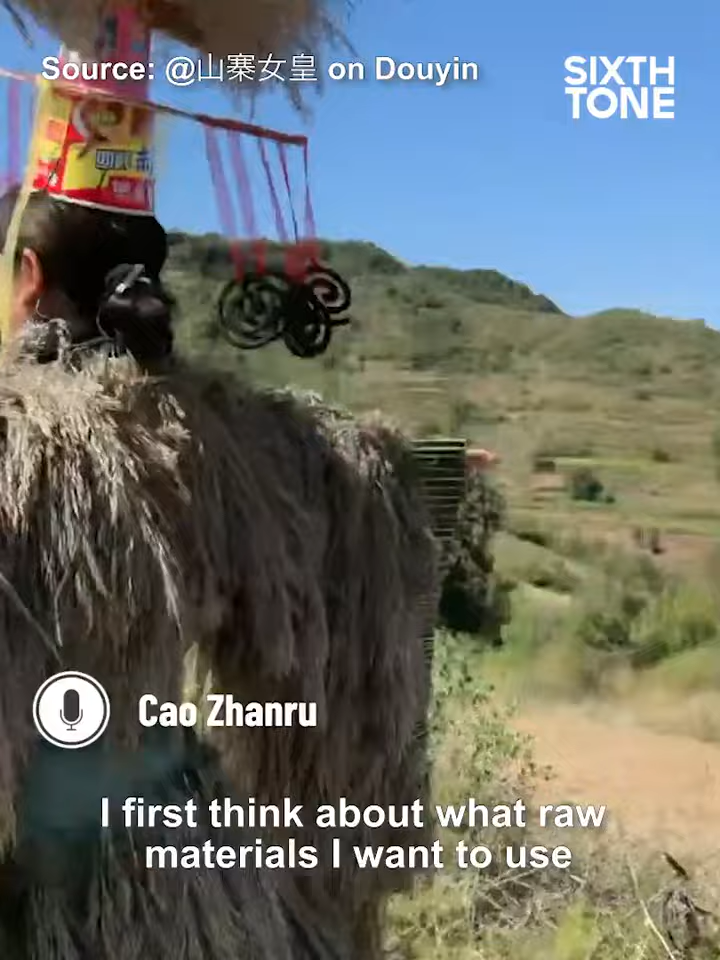 Source: @山寨女皇 on Douyin
SIXTH
TONE
Cao Zhanru
I first think about what raw
materials I want to use